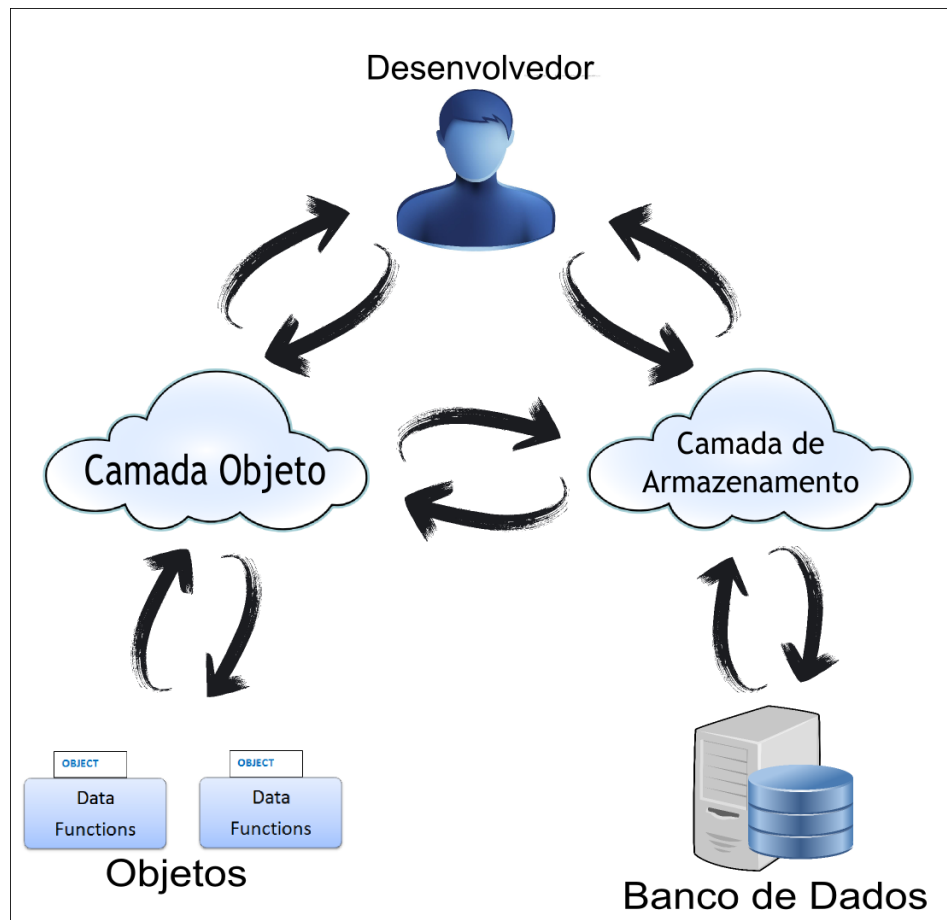 Desenvolvedor
Camada Objeto
Camada de
Armazenamento
OBJECT
Data
Functions
OBJECT
Data
Functions
Objetos
Banco de Dados